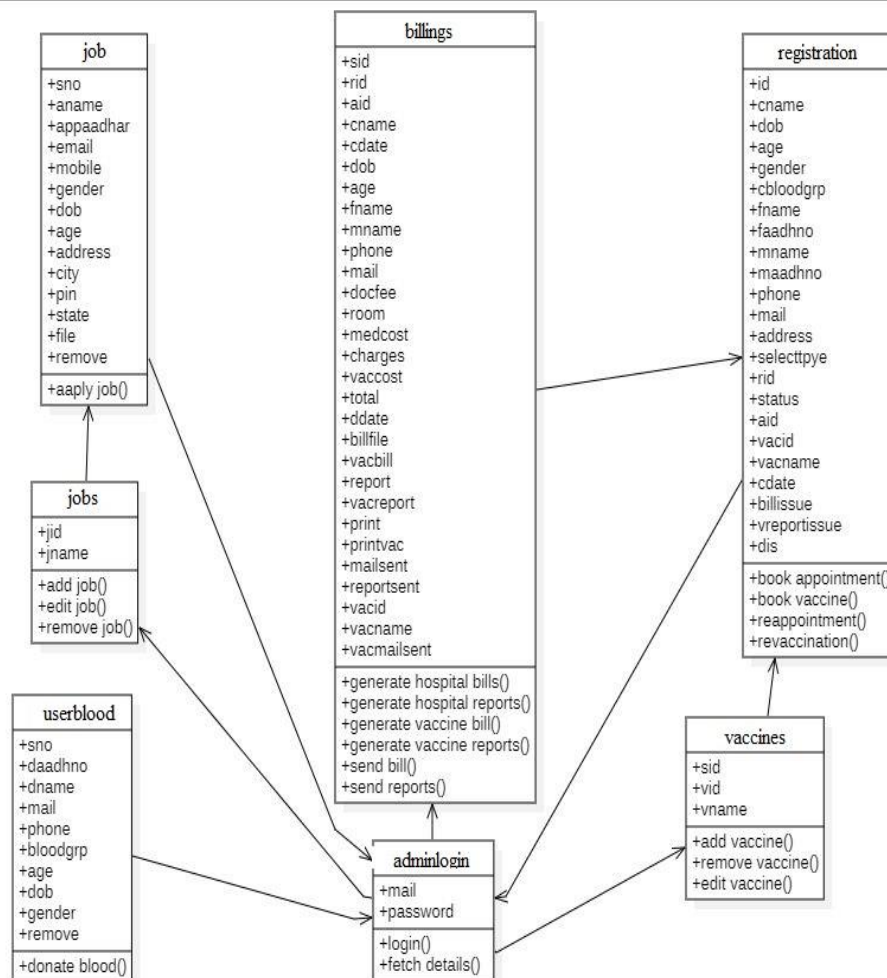 job
+sno
+aname
+appaadhar
+email
+mobile
+gender
+dob
+age
+address
+city
+pin
+state
+file
+remove
+aaply job()
jobs
+jid
+jname
+add job()
+edit job()
+remove job()
userblood
+sno
+daadhno
+dname
+mail
+phone
+bloodgrp
+age
+dob
+gender
+remove
+donate blood()
billings
+sid
+rid
+aid
+cname
+cdate
+dob
+age
+fname
+mname
+phone
+mail
+docfee
+room
+medcost
+charges
+vaccost
+total
+ddate
+billfile
+vacbill
+report
+vacreport
+print
+printvac
+mailsent
+reportsent
+vacid
+vacname
+vacmailsent
+generate hospital bills()
+generate hospital reports()
+generate vaccine bill()
+generate vaccine reports()
+send bill()
+send reports()
adminlogin
+mail
+password
+login()
+fetch details()
registration
+id
+cname
+dob
+age
+gender
+cbloodgrp
+fname
+faadhno
+mname
+maadhno
+phone
+mail
+address
+selecttpye
+rid
+status
+aid
+vacid
+vacname
+cdate
+billissue
+vreportissue
+dis
+book appointment()
+book vaccine()
+reappointment()
+revaccination()
vaccines
+sid
+vid
+vname
+add vaccine()
+remove vaccine()
+edit vaccine()